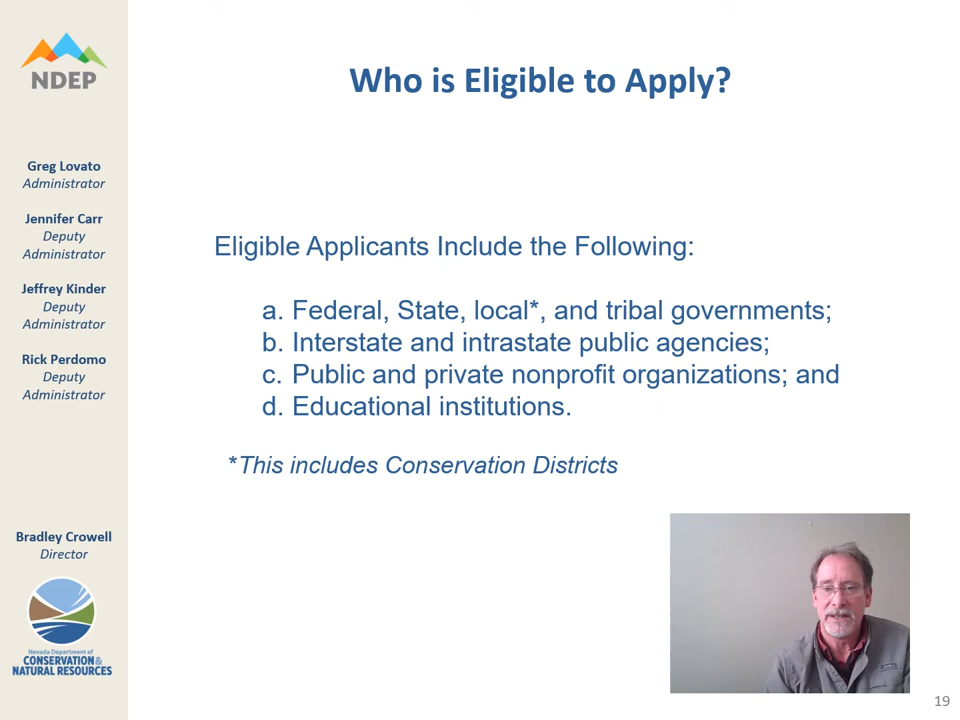 NDEP
Greg Lovato
Administrator
Jennifer Carr
Deputy
Administrator
Jeffrey Kinder
Deputy
Administrator
Rick Perdomo
Deputy
Administrator
Bradley Crowell
Director
Nevada Department of
CONSERVATION &
NATURAL RESOURCES
Who is Eligible to Apply?
Eligible Applicants Include the Following:
a. Federal, State, local*, and tribal governments;
b. Interstate and intrastate public agencies;
c. Public and private nonprofit organizations; and
d. Educational institutions.
*This includes Conservation Districts
19